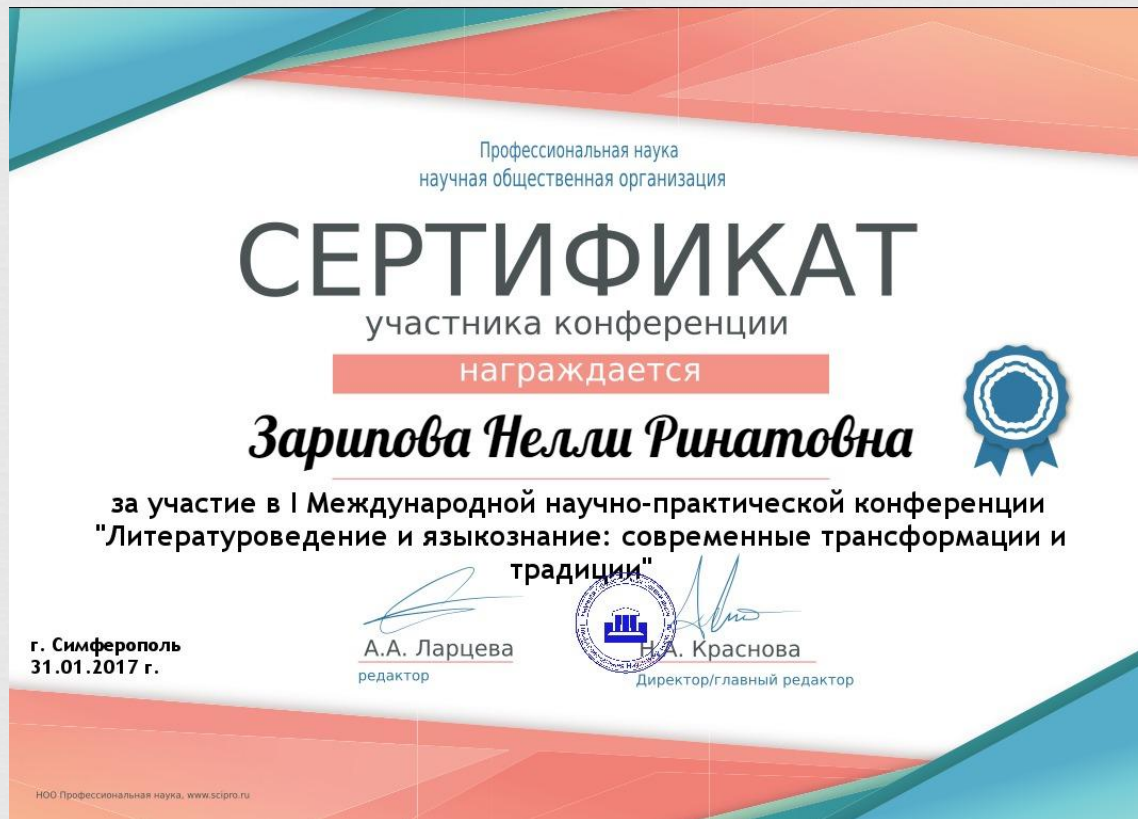 Профессиональная наука
научная общественная организация
СЕРТИФИКАТ
участника конференции
награждается
Зарипова Нелли Ринатовна
за участие в I Международной научно-практической конференции
"Литературоведение и языкознание: современные трансформации и
традиции"
г. Симферополь
31.01.2017 г.
А.А. Ларцева
редактор
Н.А. Краснова
Директор/главный редактор
НОО Профессиональная наука, www.scipro.ru